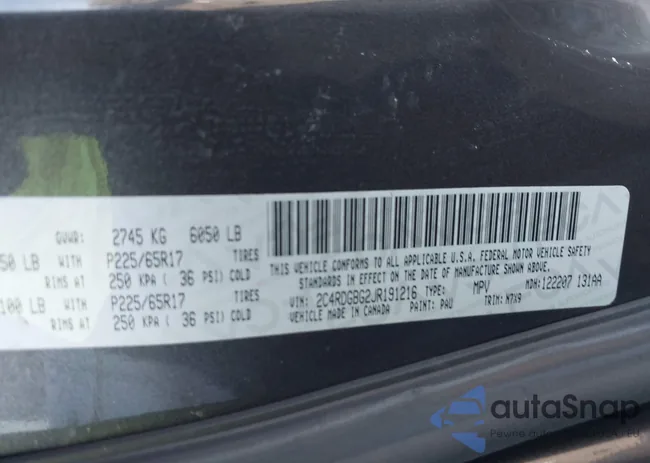 GVWR: 2745 KG 6050 LB
50 LB WITH P225/65R17 TIRES
RIMS AT 250 KPA ( 36 PSI) COLD
100 LB WITH P225/65R17 TIRES
RIMS AT 250 KPA ( 36 PSI) COLD
THIS VEHICLE CONFORMS TO ALL APPLICABLE U.S.A. FEDERAL MOTOR VEHICLE SAFETY
STANDARDS IN EFFECT ON THE DATE OF MANUFACTURE SHOWN ABOVE.
VIN: 2C4RDGBG2JR191216 TYPE: MPV MDH: 122207 131AA
VEHICLE MADE IN CANADA PAINT: PAU TRIM: M7X9
autaSnap
Pewne auta